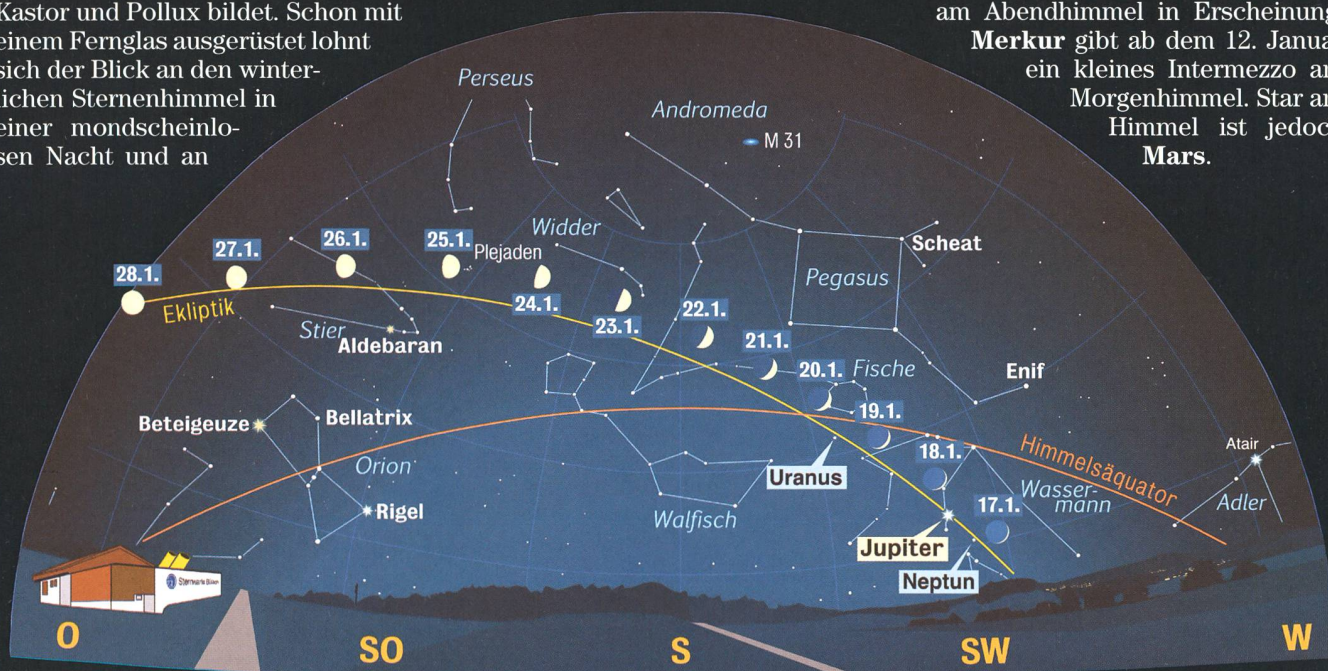 Kastor und Pollux bildet. Schon mit
einem Fernglas ausgerüstet lohnt
sich der Blick an den winter-
lichen Sternenhimmel in
einer mondscheinlo-
sen Nacht und an
am Abendhimmel in Erscheinung
Merkur gibt ab dem 12. Janua
ein kleines Intermezzo a
Morgenhimmel. Star a
Himmel ist jedoc
Mars.
Perseus
Andromeda
M 31
Widder
Scheat
Pegasus
28.1.
27.1.
26.1.
25.1.
Plejaden
24.1.
23.1.
22.1.
21.1.
20.1.
19.1.
18.1.
17.1.
Ekliptik
Stier
Aldebaran
Fische
Enif
Beteigeuze
Bellatrix
Orion
Rigel
Uranus
Walfisch
Himmelsäquator
Wasser-
mann
Atair
Adler
Jupiter
Neptun
O
SO
S
SW
W